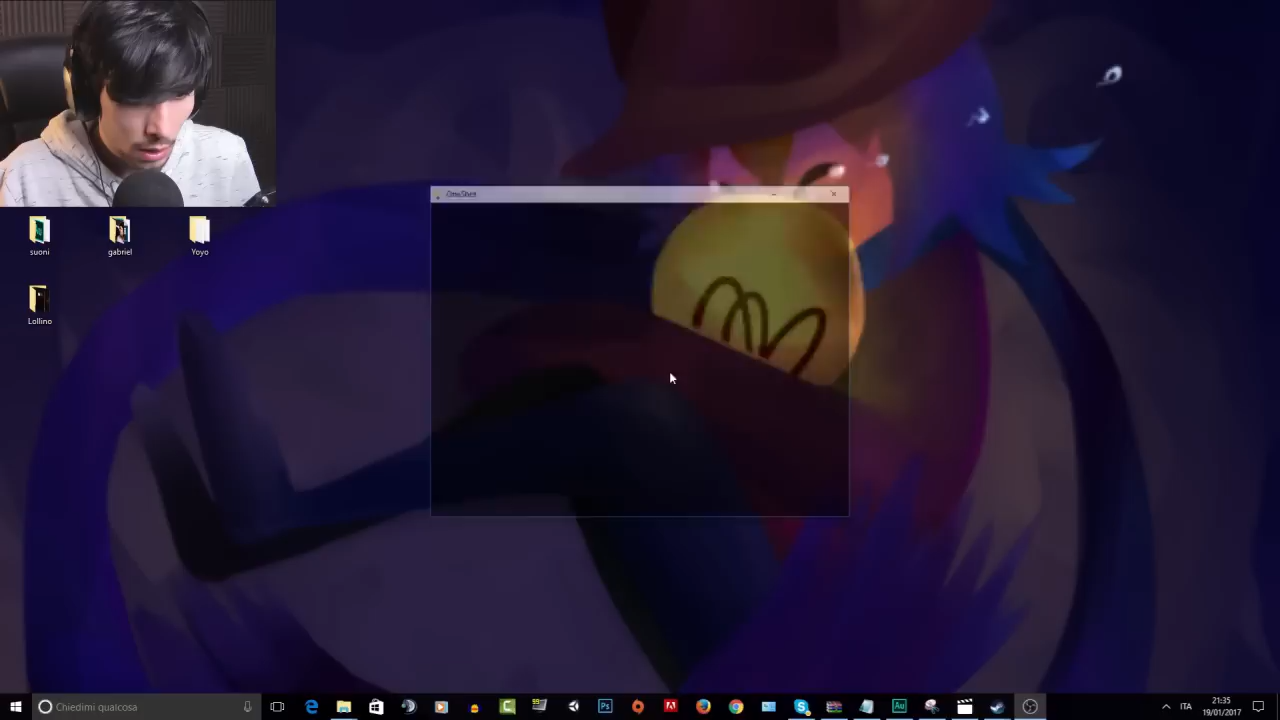 OneShot
suoni
gabriel
Yoyo
Lollino
Chiedimi qualcosa
ITA
21:35
19/01/2017